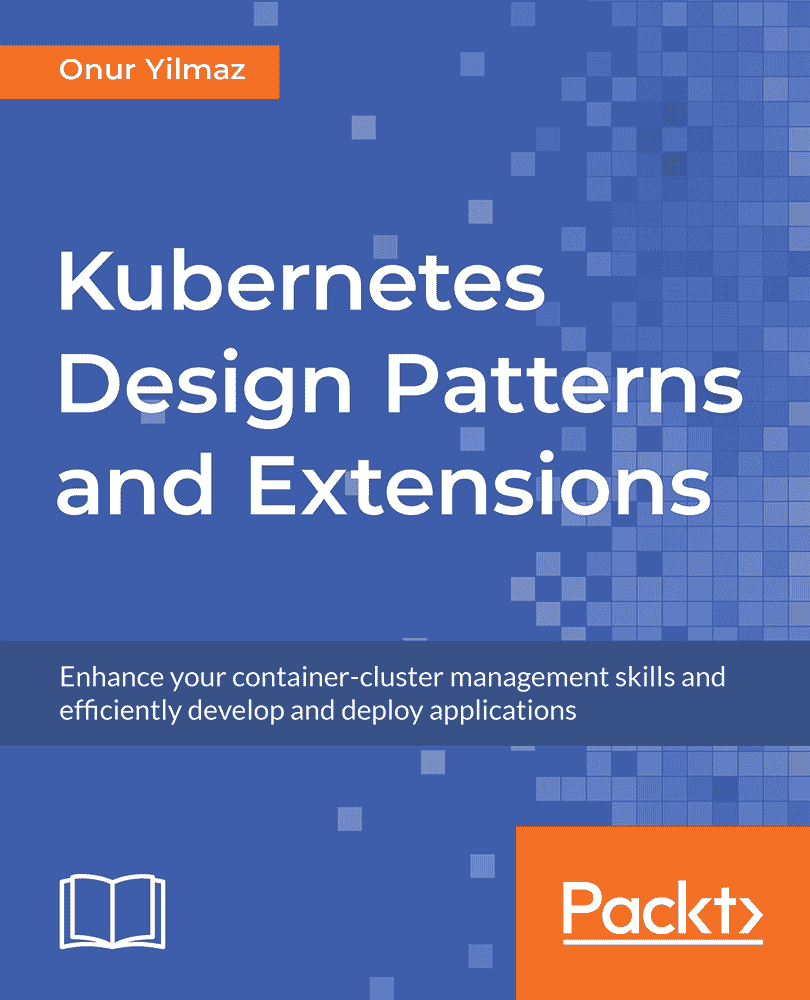 Onur Yilmaz
Kubernetes
Design Patterns
and Extensions
Enhance your container-cluster management skills and
efficiently develop and deploy applications
Packt>